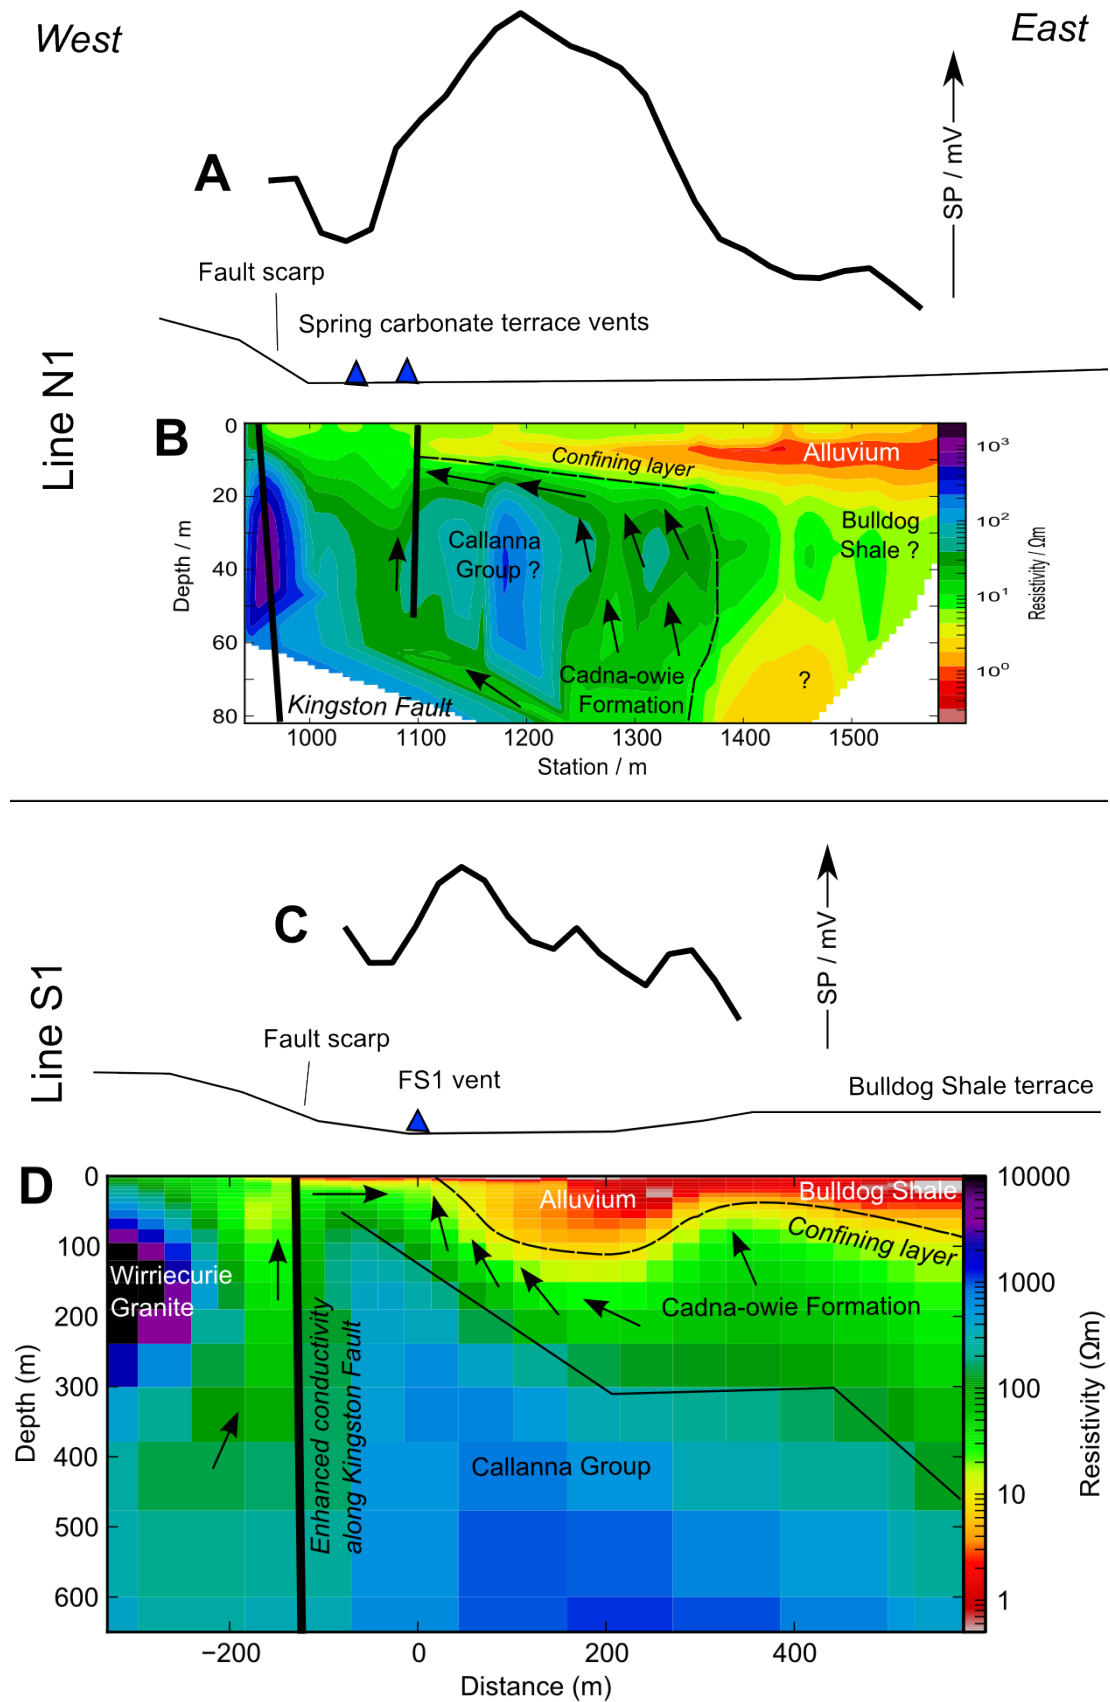 West
East
A
SP / mV
Fault scarp
Spring carbonate terrace vents
Line N1
B
0
20
40
60
80
Depth / m
Confining layer
Alluvium
Callanna
Group ?
Bulldog
Shale ?
Cadna-owie
Formation
?
Kingston Fault
1000
1100
1200
1300
1400
1500
Station / m
10³
10²
10¹
10⁰
Resistivity / Ωm
C
SP / mV
Line S1
Fault scarp
FS1 vent
Bulldog Shale terrace
D
0
100
200
300
400
500
600
Depth (m)
Alluvium
Bulldog Shale
Confining layer
Wirriecurie
Granite
Cadna-owie Formation
Enhanced conductivity
along Kingston Fault
Callanna Group
−200
0
200
400
Distance (m)
10000
1000
100
10
1
Resistivity (Ωm)